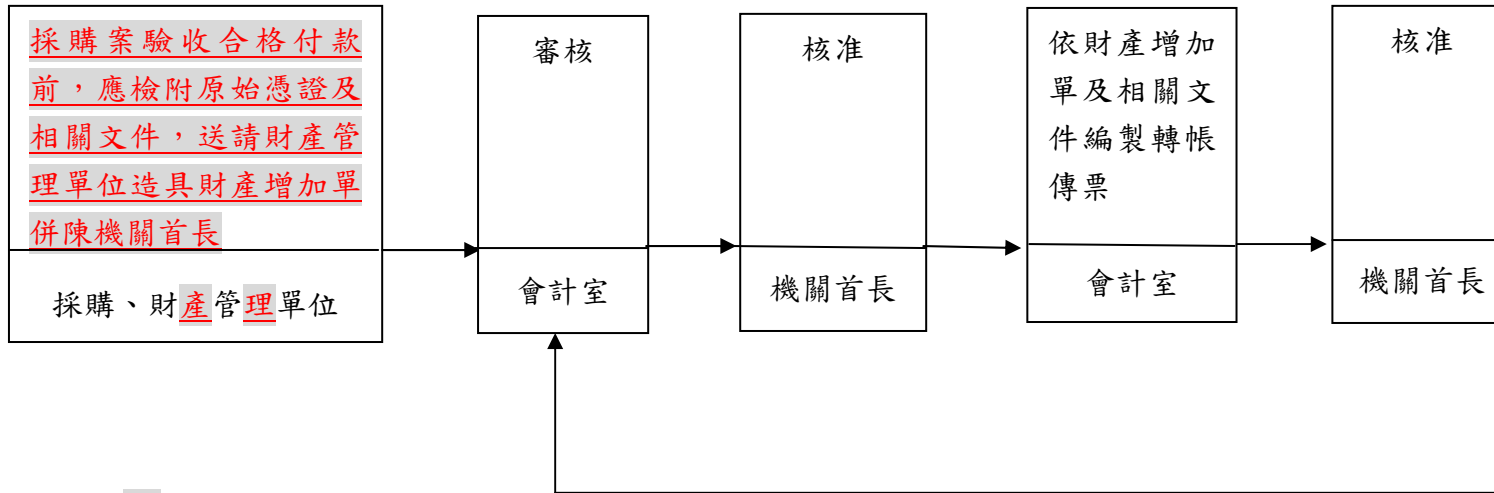 採購案驗收合格付款
前，應檢附原始憑證及
相關文件，送請財產管
理單位造具財產增加單
併陳機關首長
採購、財產管理單位
審核
會計室
核准
機關首長
依財產增加
單及相關文
件編製轉帳
傳票
會計室
核准
機關首長